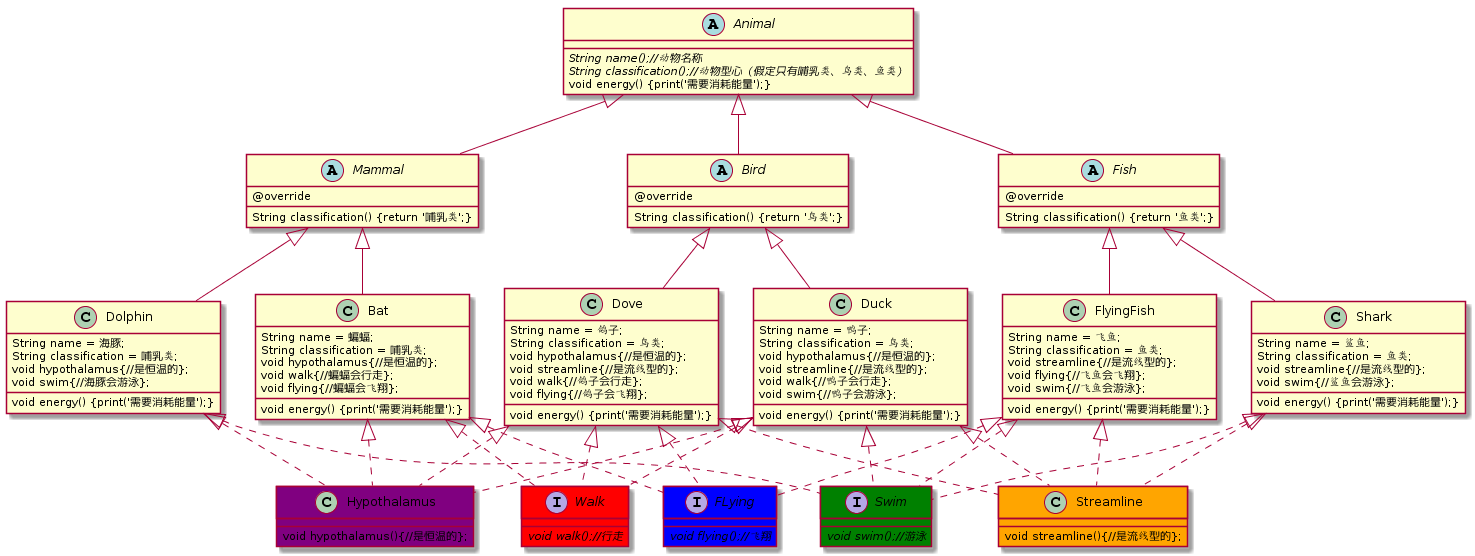 A Animal
String name();//动物名称
String classification();//动物型心（假定只有哺乳类、鸟类、鱼类）
void energy() {print('需要消耗能量');}
A Mammal
@override
String classification() {return '哺乳类';}
A Bird
@override
String classification() {return '鸟类';}
A Fish
@override
String classification() {return '鱼类';}
C Dolphin
String name = 海豚;
String classification = 哺乳类;
void hypothalamus{//是恒温的};
void swim{//海豚会游泳};
void energy() {print('需要消耗能量');}
C Bat
String name = 蝙蝠;
String classification = 哺乳类;
void hypothalamus{//是恒温的};
void walk{//蝙蝠会行走};
void flying{//蝙蝠会飞翔};
void energy() {print('需要消耗能量');}
C Dove
String name = 鸽子;
String classification = 鸟类;
void hypothalamus{//是恒温的};
void streamline{//是流线型的};
void walk{//鸽子会行走};
void flying{//鸽子会飞翔};
void energy() {print('需要消耗能量');}
C Duck
String name = 鸭子;
String classification = 鸟类;
void hypothalamus{//是恒温的};
void streamline{//是流线型的};
void walk{//鸭子会行走};
void swim{//鸭子会游泳};
void energy() {print('需要消耗能量');}
C FlyingFish
String name = 飞鱼;
String classification = 鱼类;
void streamline{//是流线型的};
void flying{//飞鱼会飞翔};
void swim{//飞鱼会游泳};
void energy() {print('需要消耗能量');}
C Shark
String name = 鲨鱼;
String classification = 鱼类;
void streamline{//是流线型的};
void swim{//鲨鱼会游泳};
void energy() {print('需要消耗能量');}
C Hypothalamus
void hypothalamus(){//是恒温的};
I Walk
void walk();//行走
I FLying
void flying();//飞翔
I Swim
void swim();//游泳
C Streamline
void streamline(){//是流线型的};